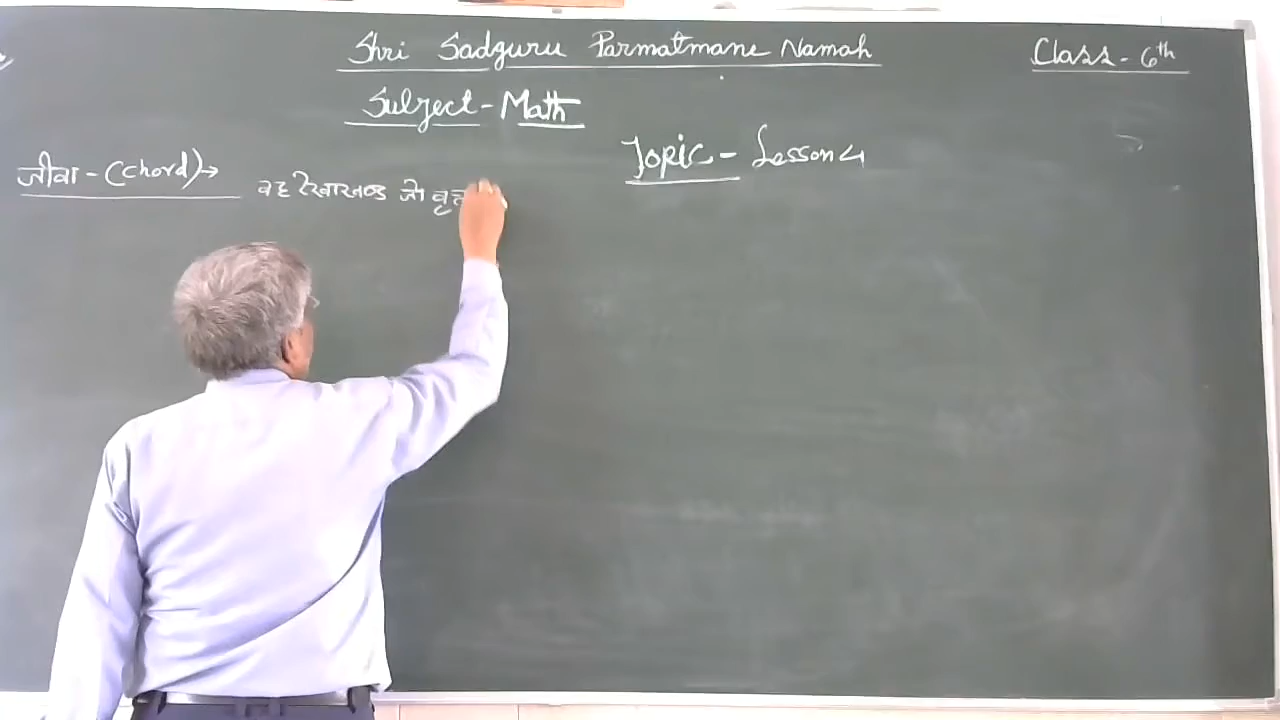 Shri Sadguru Parmatmane Namah
Class - 6th
Subject - Math
Topic - Lesson 4
जीवा - (Chord) →
वह रेखाखण्ड जो